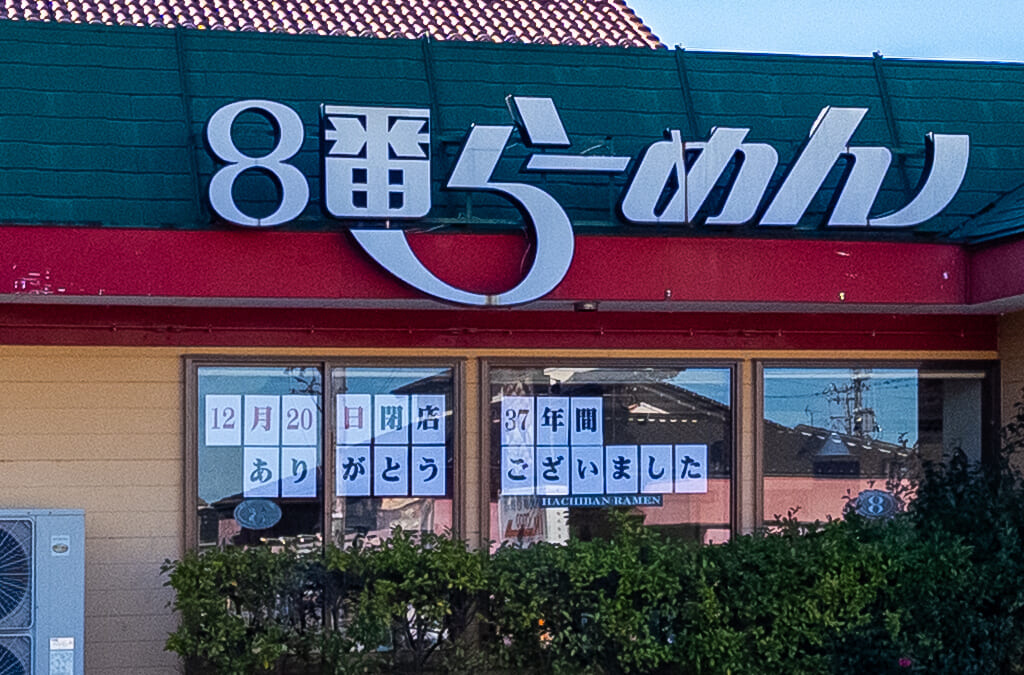 8番らーめん
12月20日閉店 37年間
ありがとう ございました
HACHIBAN RAMEN
8